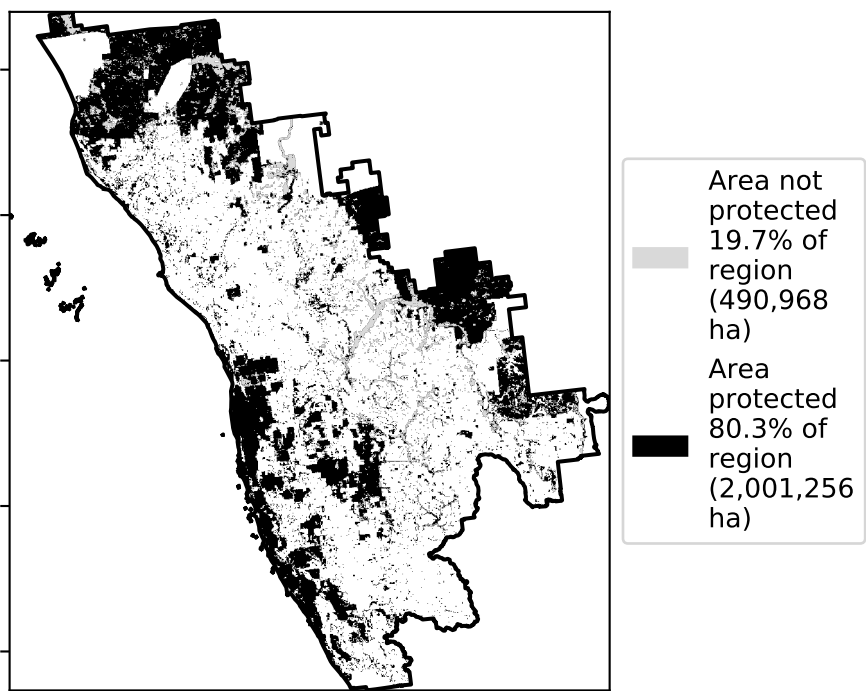 Area not
protected
19.7% of
region
(490,968
ha)
Area
protected
80.3% of
region
(2,001,256
ha)